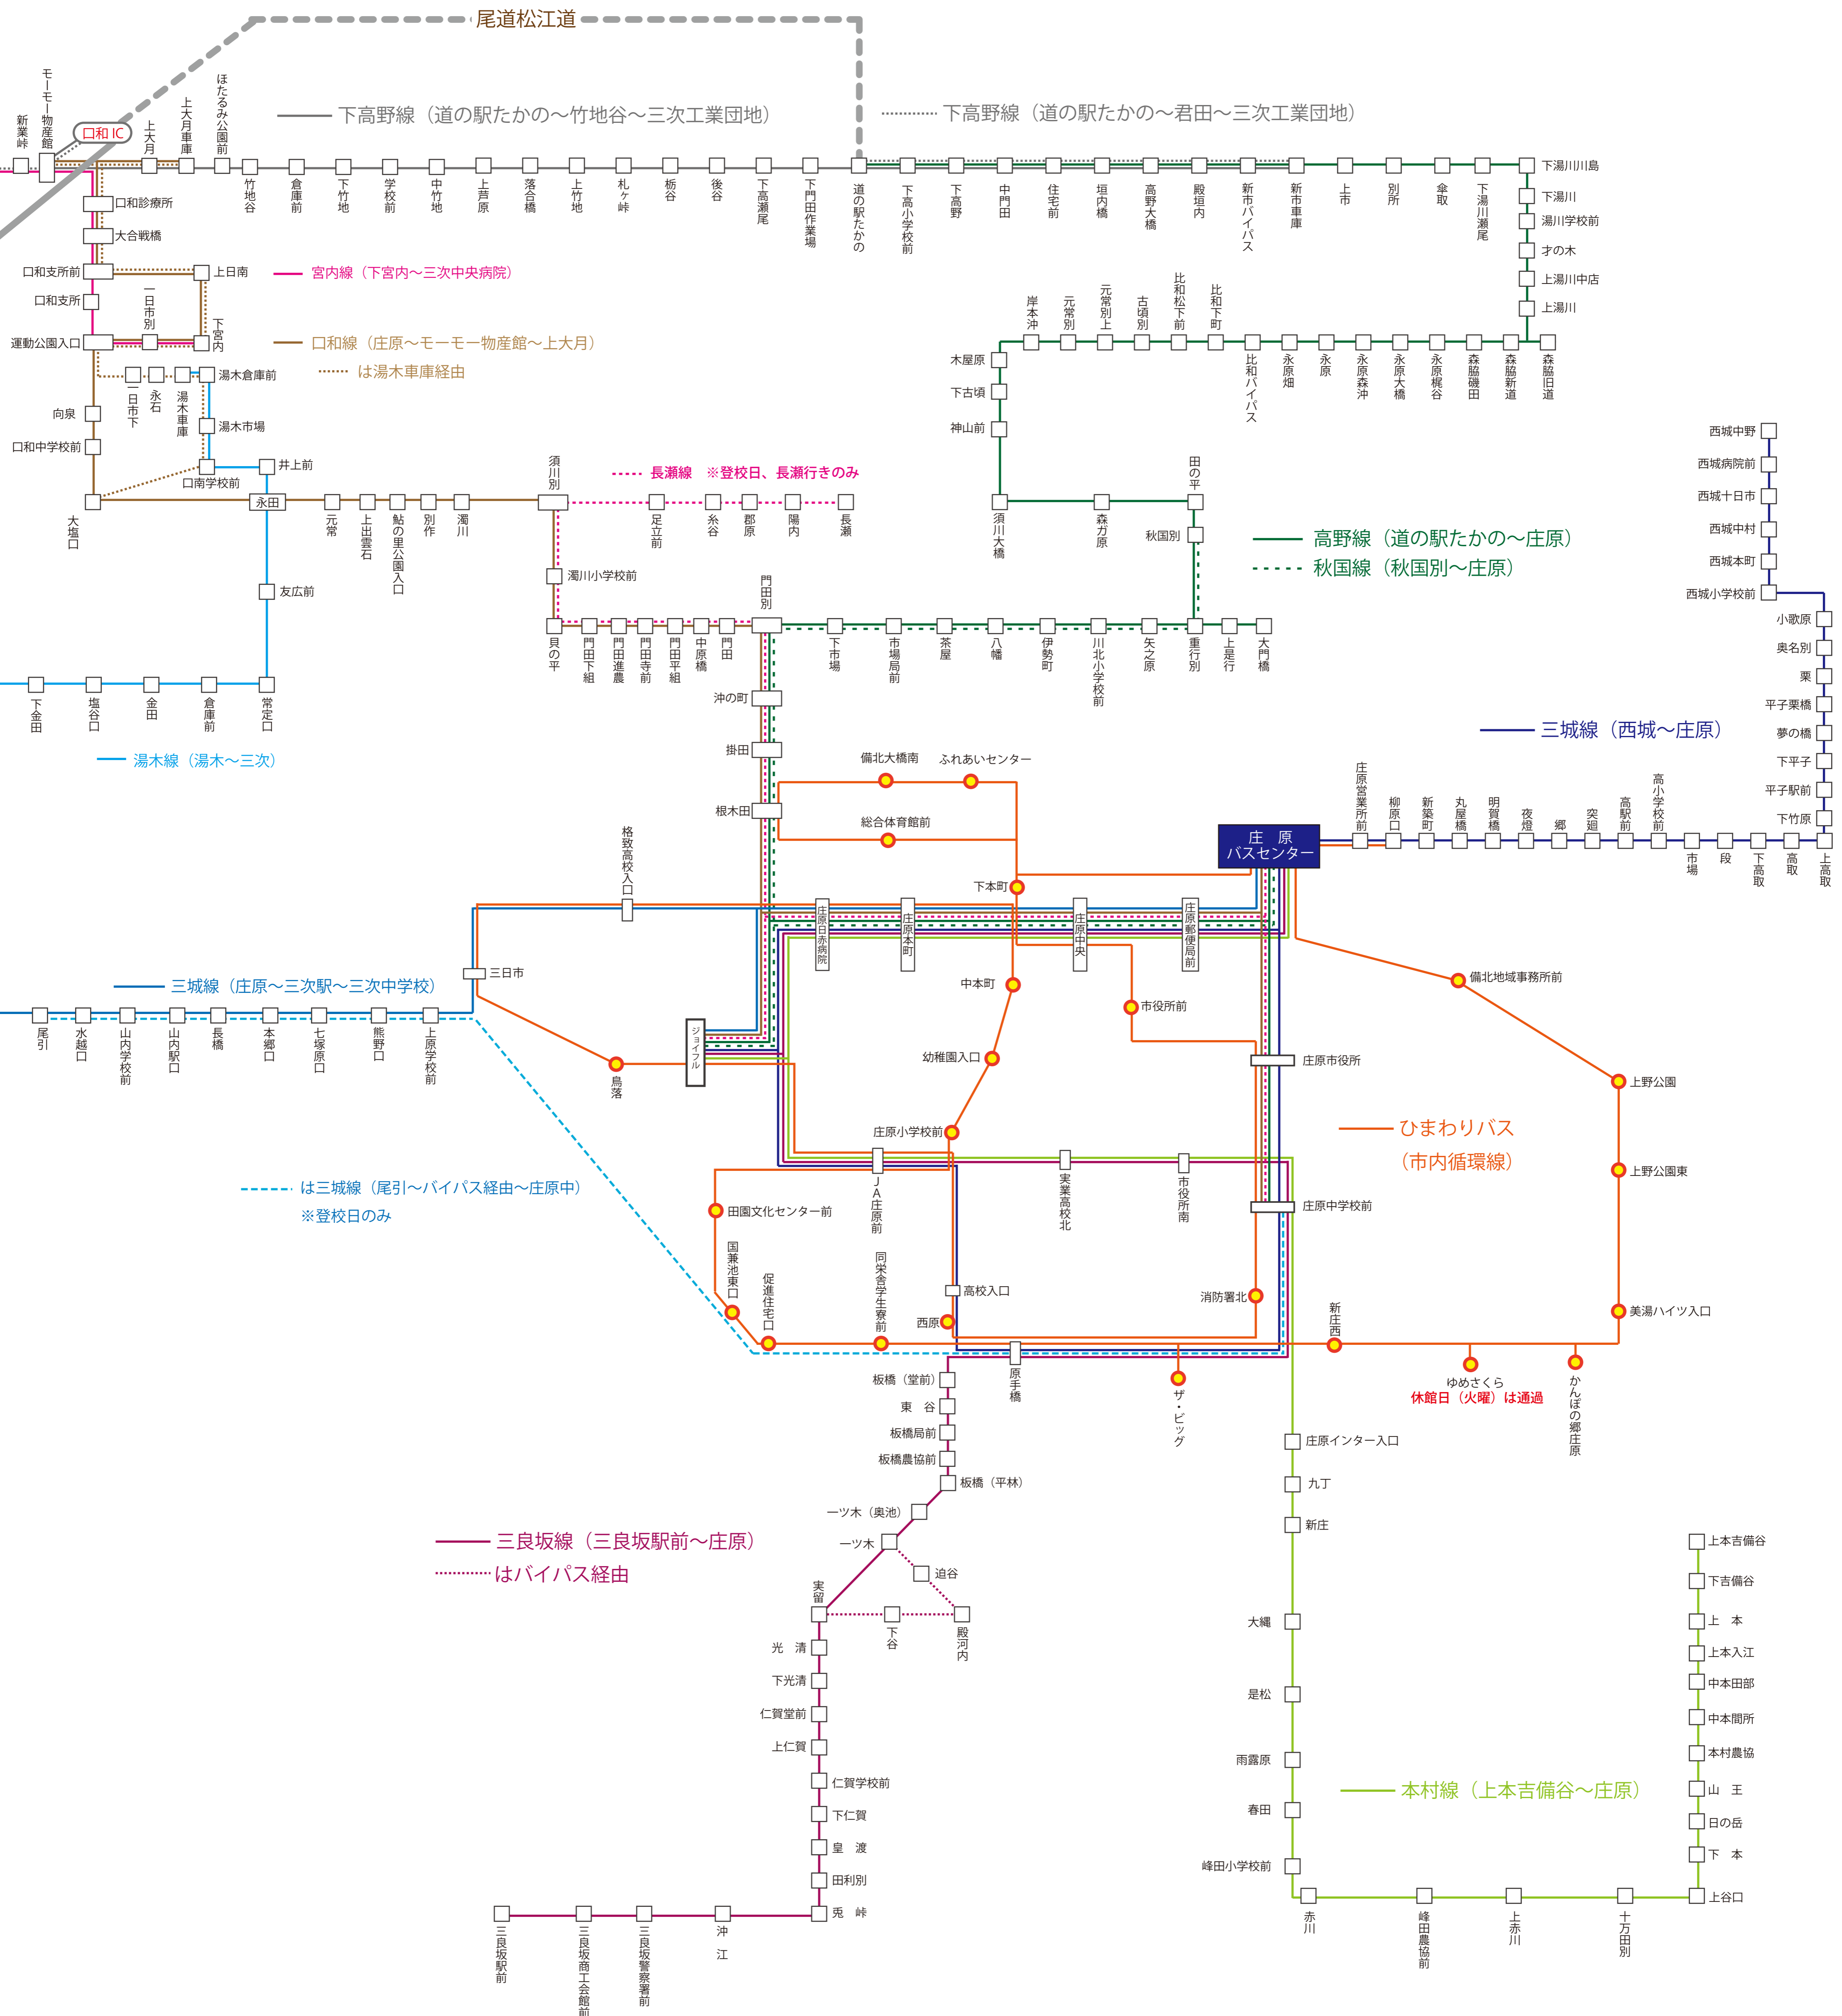 尾道松江道
下高野線（道の駅たかの～竹地谷～三次工業団地）
下高野線（道の駅たかの～君田～三次工業団地）
新業峠
モーモー物産館
口和 IC
上大月
上大月車庫
ほたるみ公園前
竹地谷
倉庫前
下竹地
学校前
中竹地
上芦原
落合橋
上竹地
札ヶ峠
栃谷
後谷
下高瀬尾
下門田作業場
道の駅たかの
下高小学校前
下高野
中門田
住宅前
垣内橋
高野大橋
殿垣内
新市バイパス
新市車庫
上市
別所
傘取
下湯川瀬尾
下湯川川島
下湯川
湯川学校前
才の木
上湯川中店
上湯川
口和診療所
大合戦橋
口和支所前
上日南
口和支所
一日市別
運動公園入口
下宮内
宮内線（下宮内～三次中央病院）
口和線（庄原～モーモー物産館～上大月）
は湯木車庫経由
湯木倉庫前
一日市下
永石
湯木車庫
向泉
湯木市場
口和中学校前
井上前
口南学校前
大塩口
永田
元常
上出雲石
鮎の里公園入口
別作
濁川
須川別
長瀬線　※登校日、長瀬行きのみ
足立前
糸谷
郡原
陽内
長瀬
岸本沖
元常別
元常別上
古頃別
比和松下前
比和下町
比和バイパス
永原畑
永原
永原森沖
永原大橋
永原梶谷
森脇磯田
森脇新道
森脇旧道
木屋原
下古頃
神山前
須川大橋
森ガ原
田の平
秋国別
高野線（道の駅たかの～庄原）
秋国線（秋国別～庄原）
西城中野
西城病院前
西城十日市
西城中村
西城本町
西城小学校前
小歌原
奥名別
栗
平子栗橋
夢の橋
下平子
平子駅前
下竹原
三城線（西城～庄原）
友広前
濁川小学校前
門田別
貝の平
門田下組
門田進農
門田寺前
門田平組
中原橋
門田
下市場
市場局前
茶屋
八幡
伊勢町
川北小学校前
矢之原
重行別
上是行
大門橋
下金田
塩谷口
金田
倉庫前
常定口
湯木線（湯木～三次）
沖の町
掛田
根木田
備北大橋南
ふれあいセンター
総合体育館前
下本町
庄　原
バスセンター
庄原営業所前
柳原口
新築町
丸屋橋
明賀橋
夜燈
郷
突廻
高駅前
高小学校前
市場
段
下高取
高取
上高取
格致高校入口
庄原日赤病院
庄原本町
庄原中央
庄原郵便局前
三日市
三城線（庄原～三次駅～三次中学校）
尾引
水越口
山内学校前
山内駅口
長橋
本郷口
七塚原口
熊野口
上原学校前
ジョイフル
鳥落
中本町
市役所前
備北地域事務所前
幼稚園入口
庄原市役所
上野公園
庄原小学校前
ひまわりバス
（市内循環線）
は三城線（尾引～バイパス経由～庄原中）
※登校日のみ
ＪＡ庄原前
実業高校北
市役所南
庄原中学校前
上野公園東
田園文化センター前
国兼池東口
促進住宅口
同栄舎学生寮前
高校入口
西原
消防署北
新庄西
美湯ハイツ入口
板橋（堂前）
原手橋
ザ・ビッグ
ゆめさくら
休館日（火曜）は通過
かんぽの郷庄原
東　谷
板橋局前
板橋農協前
板橋（平林）
庄原インター入口
九丁
新庄
一ツ木（奥池）
一ツ木
迫谷
三良坂線（三良坂駅前～庄原）
はバイパス経由
実留
下谷
殿河内
光　清
下光清
仁賀堂前
上仁賀
仁賀学校前
下仁賀
皇　渡
田利別
兎　峠
三良坂駅前
三良坂商工会館前
三良坂警察署前
沖　江
大縄
是松
雨露原
春田
峰田小学校前
本村線（上本吉備谷～庄原）
上本吉備谷
下吉備谷
上　本
上本入江
中本田部
中本間所
本村農協
山　王
日の岳
下　本
上谷口
赤川
峰田農協前
上赤川
十万田別